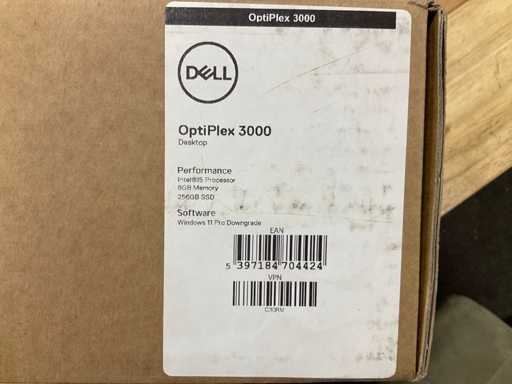 OptiPlex 3000
DELL
OptiPlex 3000
Desktop
Performance
Intel®i5 Processor
8GB Memory
256GB SSD
Software
Windows 11 Pro Downgrade
EAN
5 397184 704424
VPN